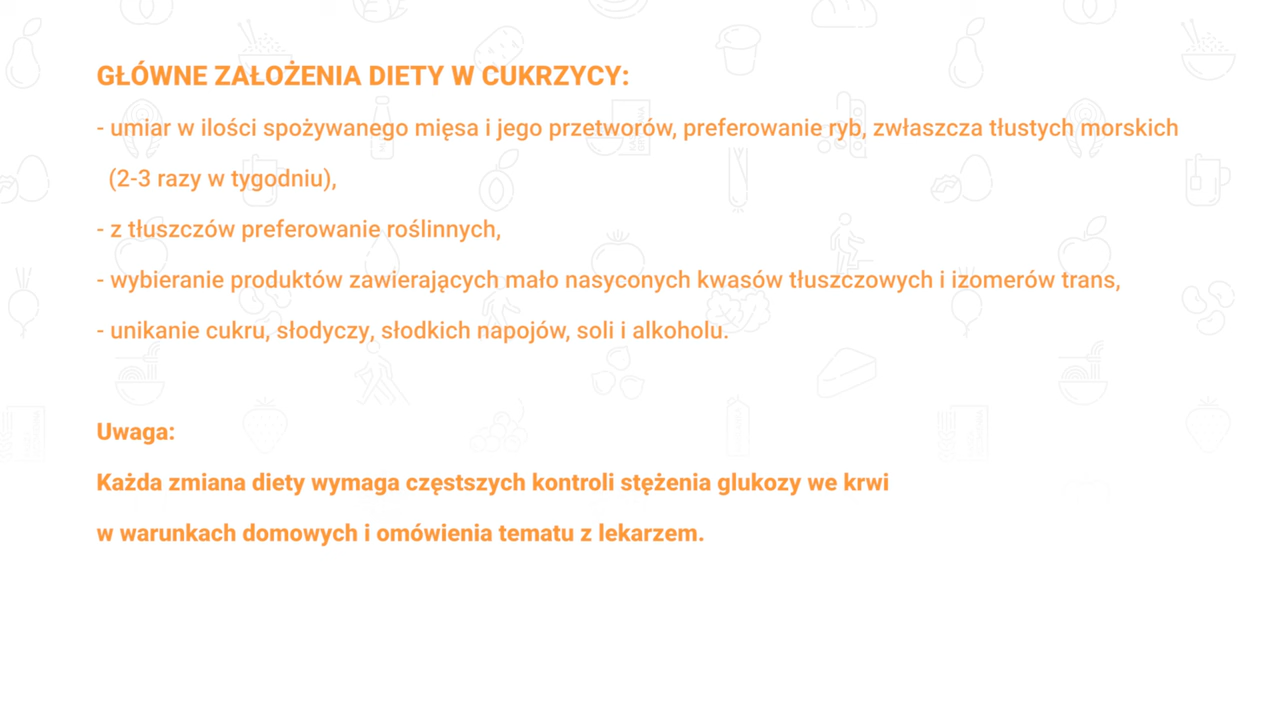 GŁÓWNE ZAŁOŻENIA DIETY W CUKRZYCY:
- umiar w ilości spożywanego mięsa i jego przetworów, preferowanie ryb, zwłaszcza tłustych morskich
(2-3 razy w tygodniu),
- z tłuszczów preferowanie roślinnych,
- wybieranie produktów zawierających mało nasyconych kwasów tłuszczowych i izomerów trans,
- unikanie cukru, słodyczy, słodkich napojów, soli i alkoholu.
Uwaga:
Każda zmiana diety wymaga częstszych kontroli stężenia glukozy we krwi
w warunkach domowych i omówienia tematu z lekarzem.